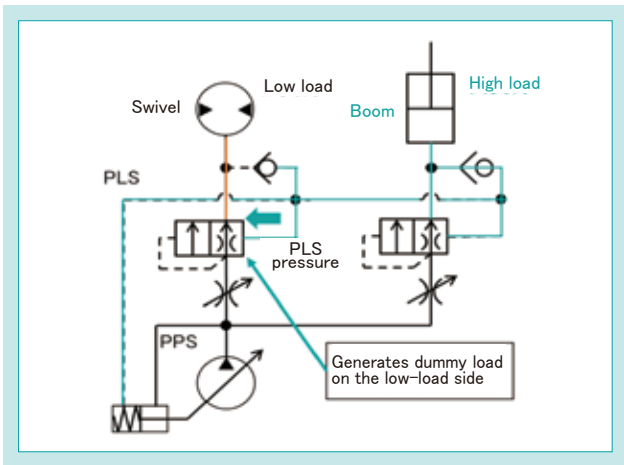 Low load
Swivel
High load
Boom
PLS
PLS
pressure
PPS
Generates dummy load
on the low-load side